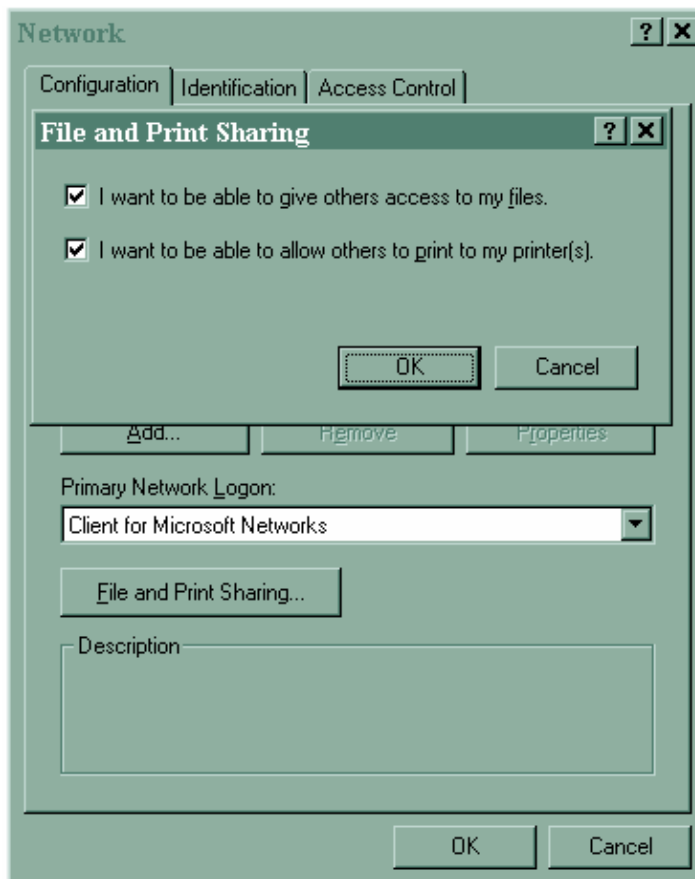 Network
Configuration Identification Access Control
File and Print Sharing
I want to be able to give others access to my files.
I want to be able to allow others to print to my printer(s).
OK Cancel
Add... Remove Properties
Primary Network Logon:
Client for Microsoft Networks
File and Print Sharing...
Description
OK Cancel